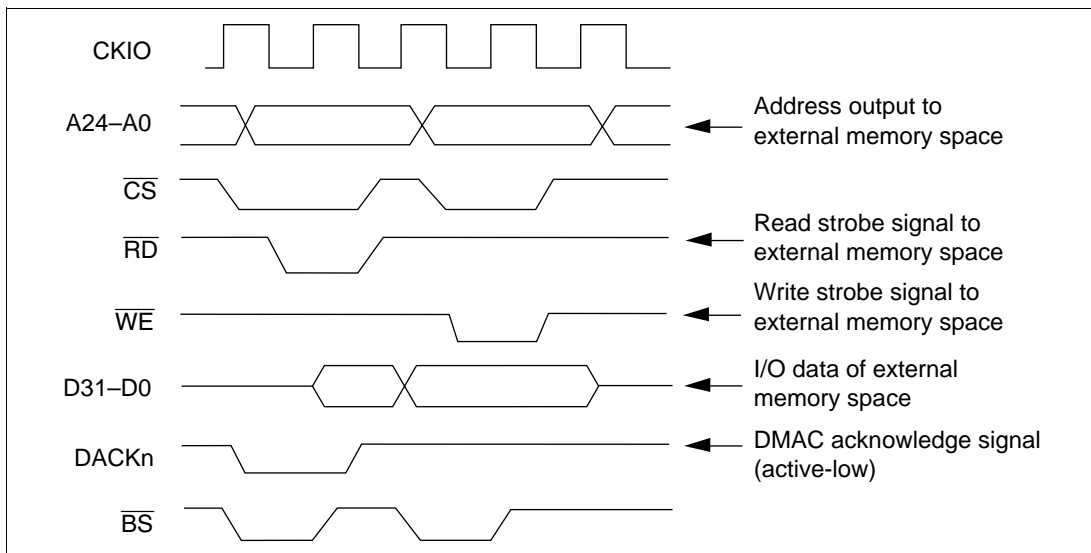 CKIO
A24–A0
Address output to
external memory space
CS
RD
Read strobe signal to
external memory space
WE
Write strobe signal to
external memory space
D31–D0
I/O data of external
memory space
DACKn
DMAC acknowledge signal
(active-low)
BS